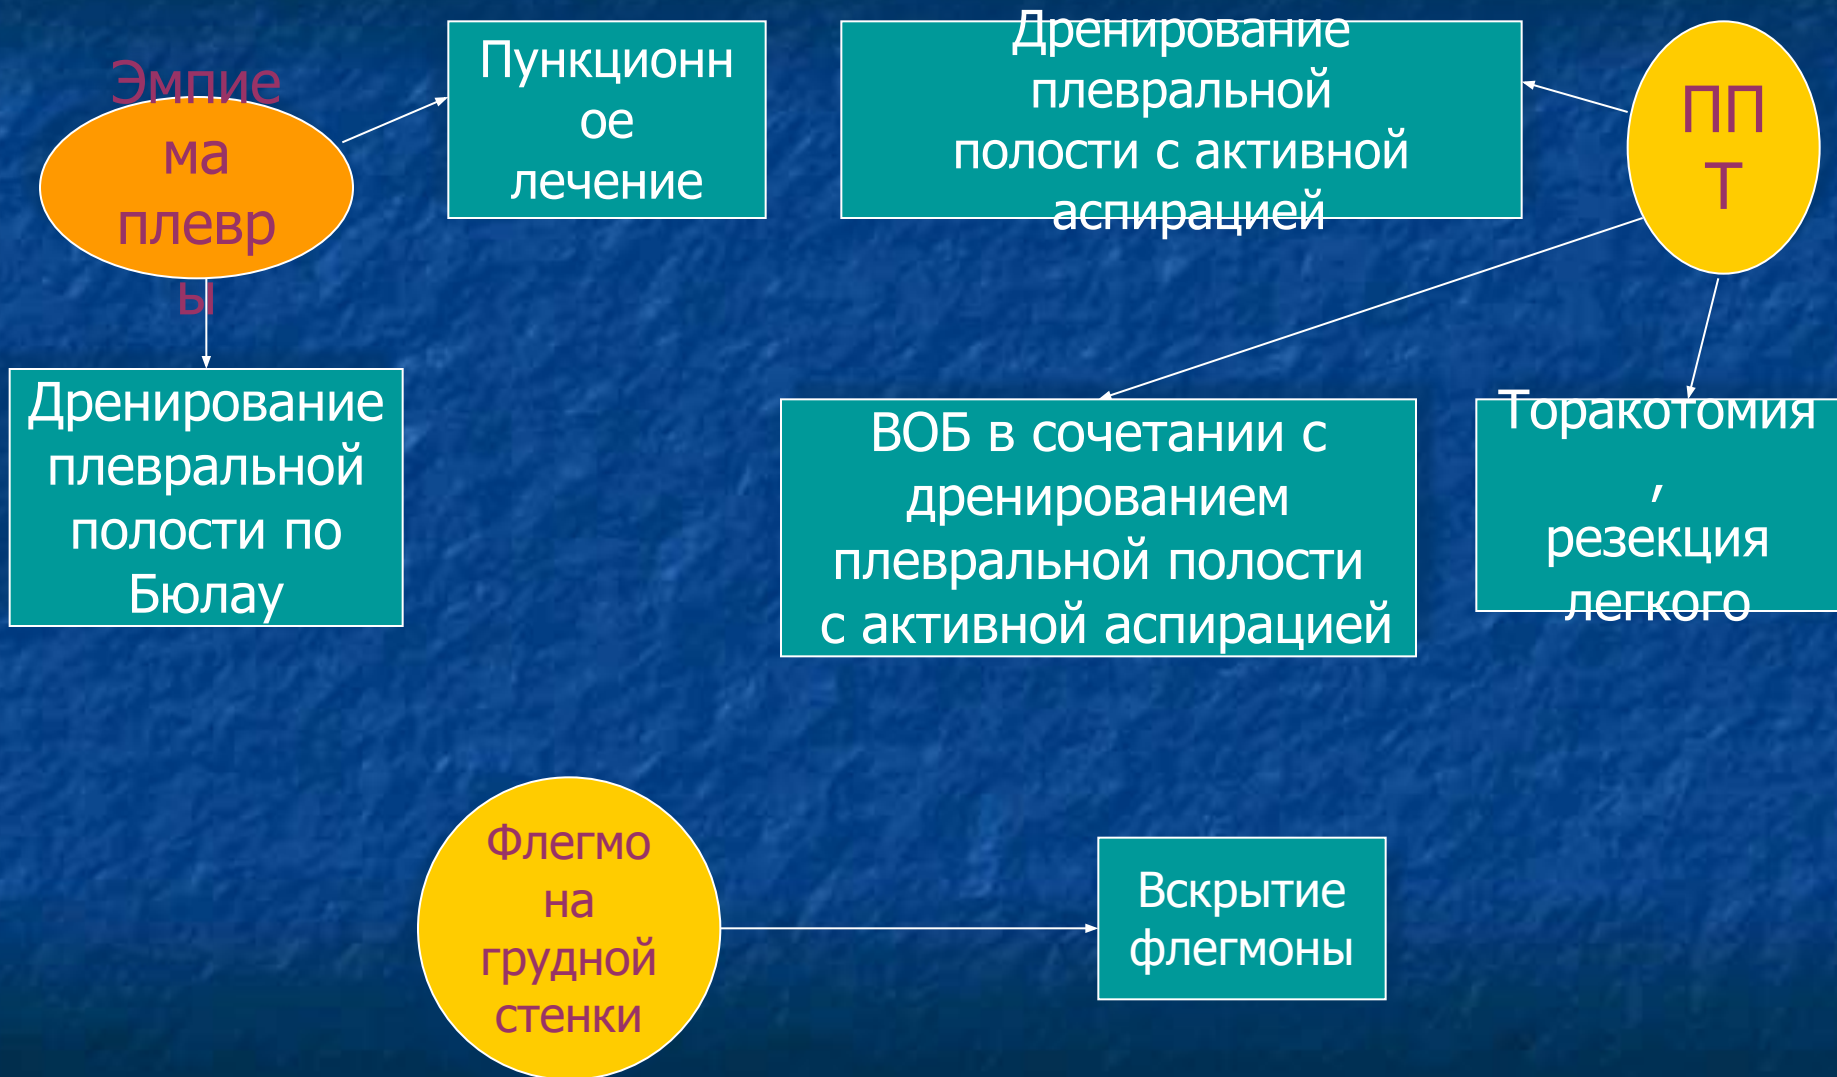 Эмпие
ма
плевр
ы
Пункционн
ое
лечение
Дренирование
плевральной
полости с активной
аспирацией
ПП
Т
Дренирование
плевральной
полости по
Бюлау
ВОБ в сочетании с
дренированием
плевральной полости
с активной аспирацией
Торакотомия
,
резекция
легкого
Флегмо
на
грудной
стенки
Вскрытие
флегмоны